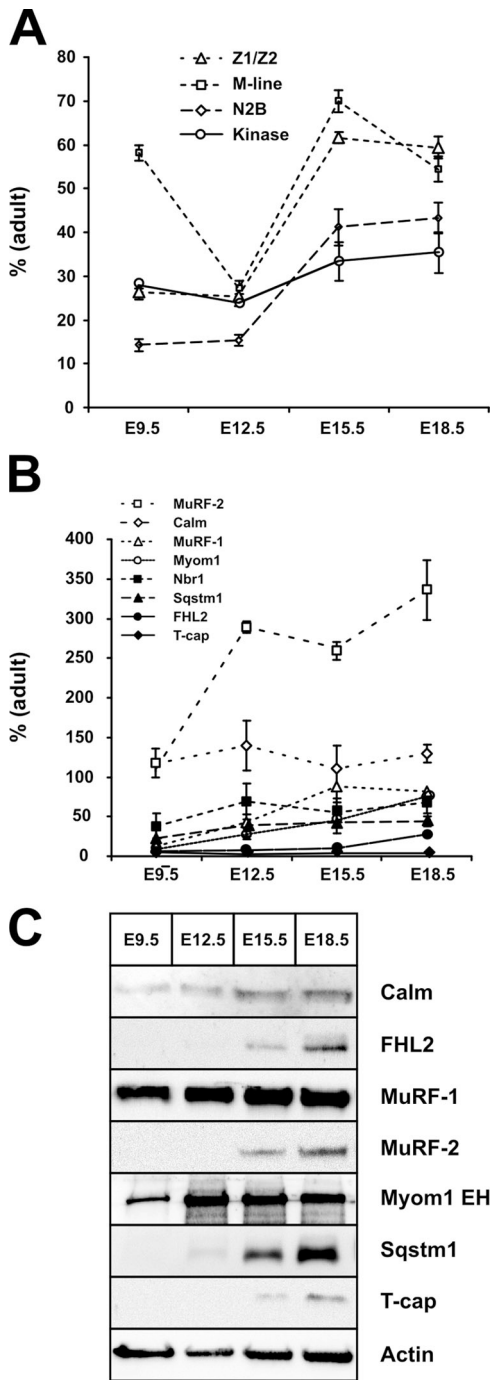 A
Z1/Z2
M-line
N2B
Kinase
80
70
60
50
40
30
20
10
0
% (adult)
E9.5 E12.5 E15.5 E18.5
B
MuRF-2
Calm
MuRF-1
Myom1
Nbr1
Sqstm1
FHL2
T-cap
400
350
300
250
200
150
100
50
0
% (adult)
E9.5 E12.5 E15.5 E18.5
C
E9.5 E12.5 E15.5 E18.5
Calm
FHL2
MuRF-1
MuRF-2
Myom1 EH
Sqstm1
T-cap
Actin